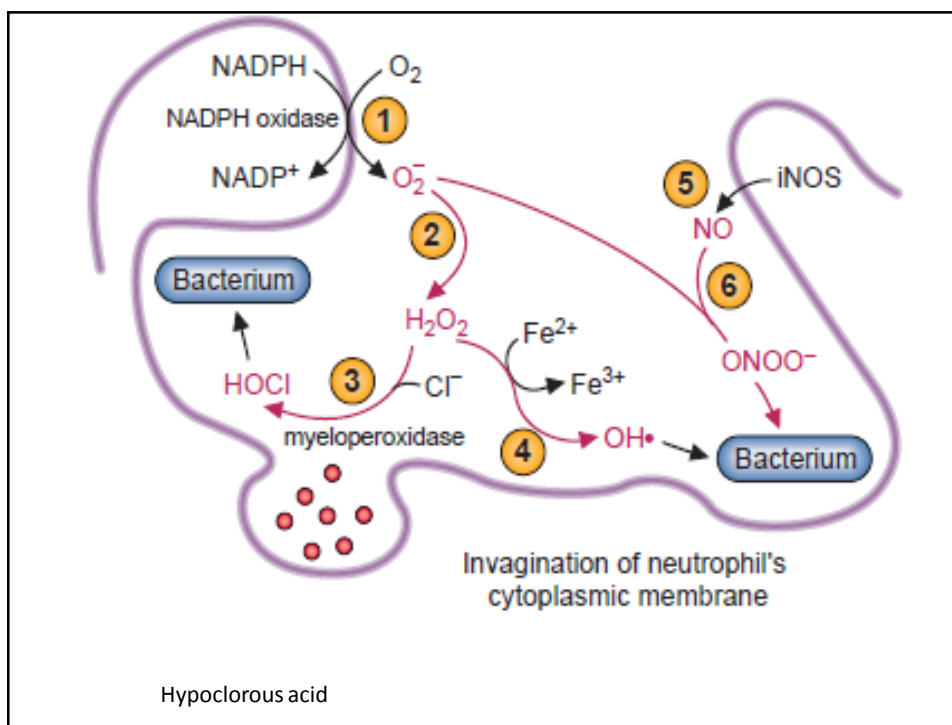 NADPH
O₂
NADPH oxidase
1
NADP⁺
O₂⁻
5
iNOS
NO
2
6
Bacterium
H₂O₂
Fe²⁺
ONOO⁻
HOCl
3
Cl⁻
Fe³⁺
myeloperoxidase
4
OH•
Bacterium
Invagination of neutrophil's
cytoplasmic membrane
Hypoclorous acid